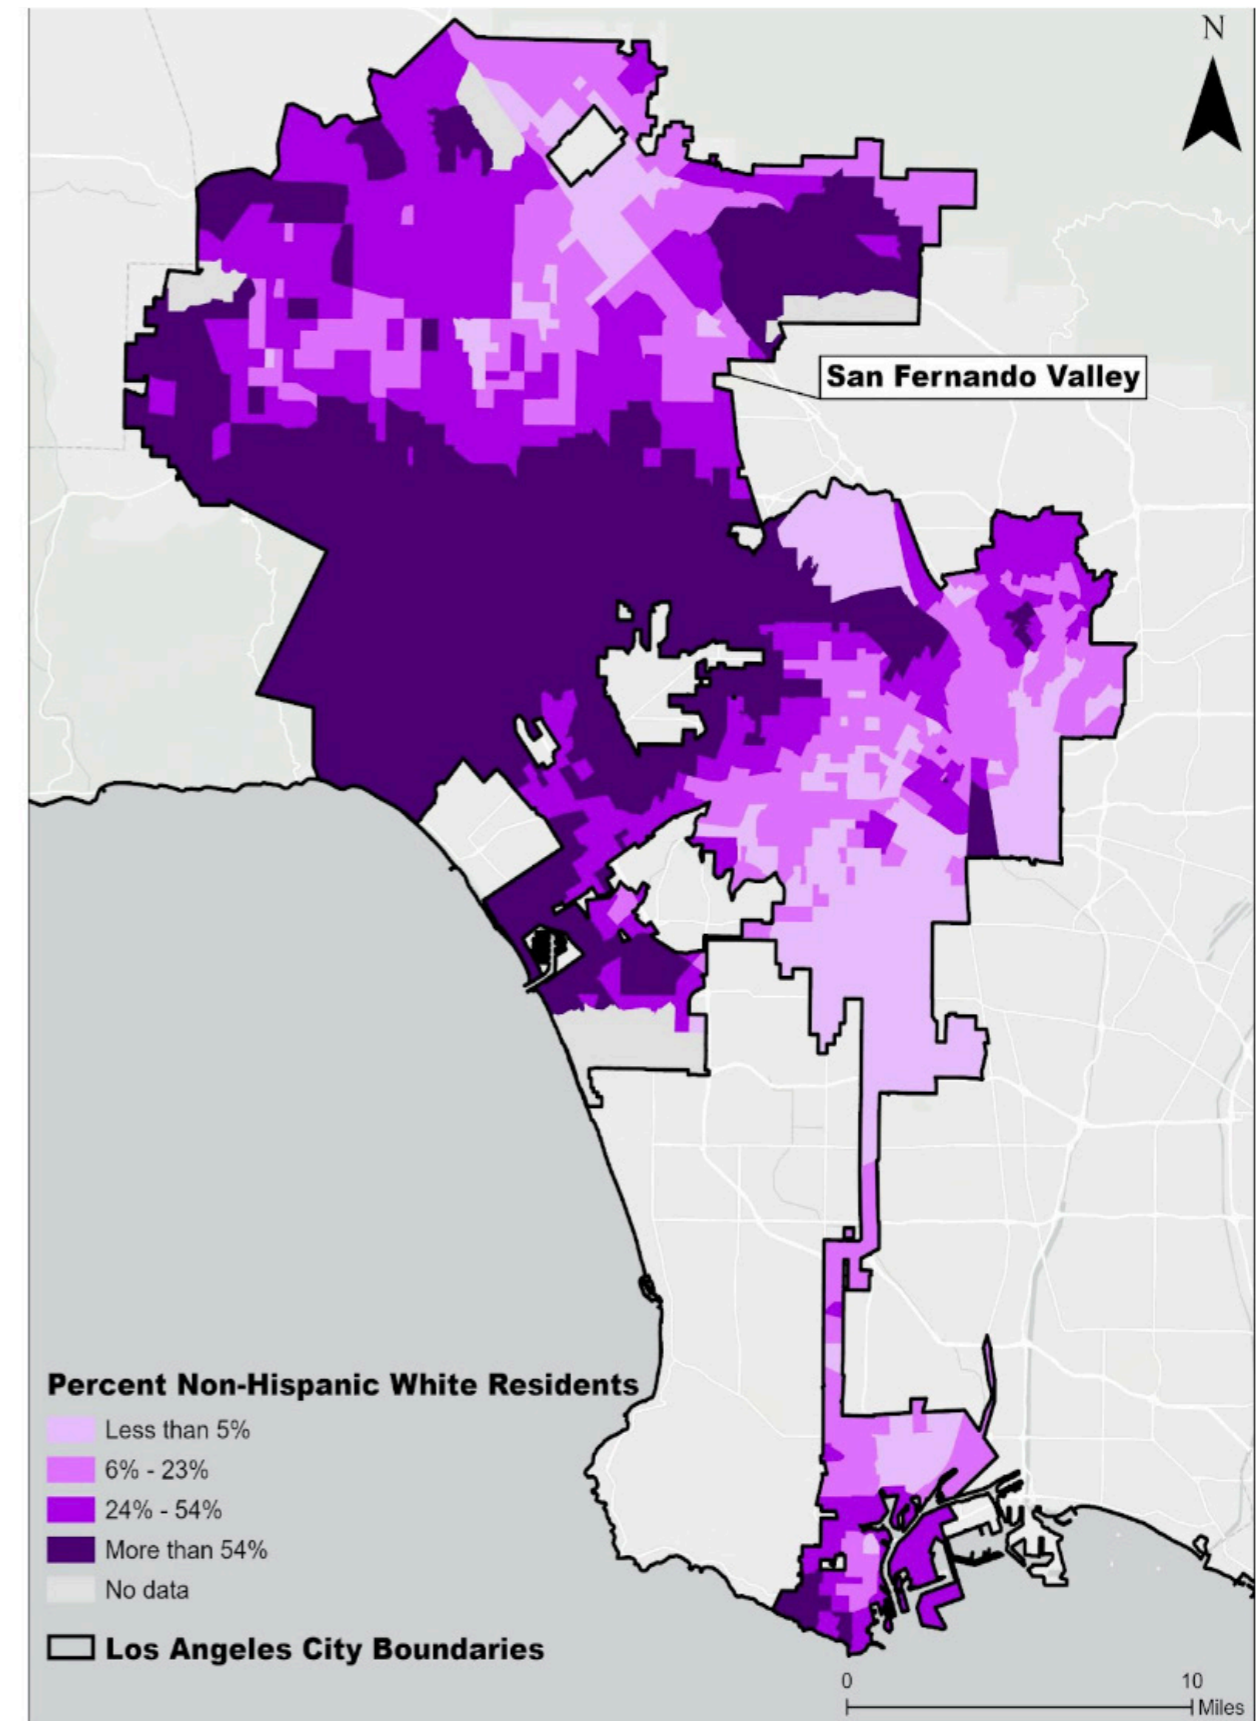 N
San Fernando Valley
Percent Non-Hispanic White Residents
Less than 5%
6% - 23%
24% - 54%
More than 54%
No data
Los Angeles City Boundaries
0 10
Miles